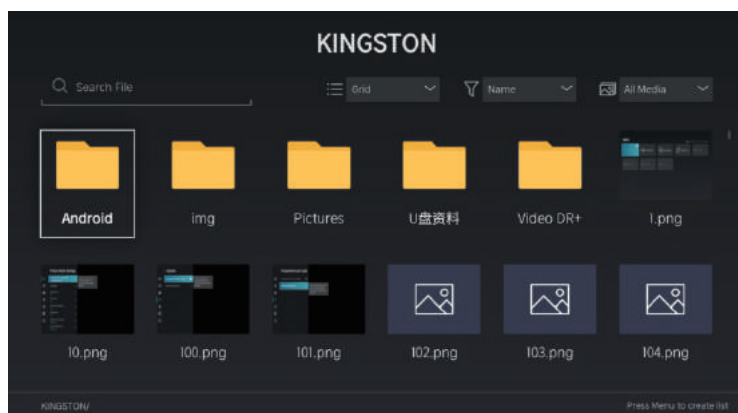 KINGSTON
Search File
Grid
Name
All Media
Android
img
Pictures
U盘资料
Video DR+
1.png
10.png
100.png
101.png
102.png
103.png
104.png
KINGSTON/
Press Menu to create list